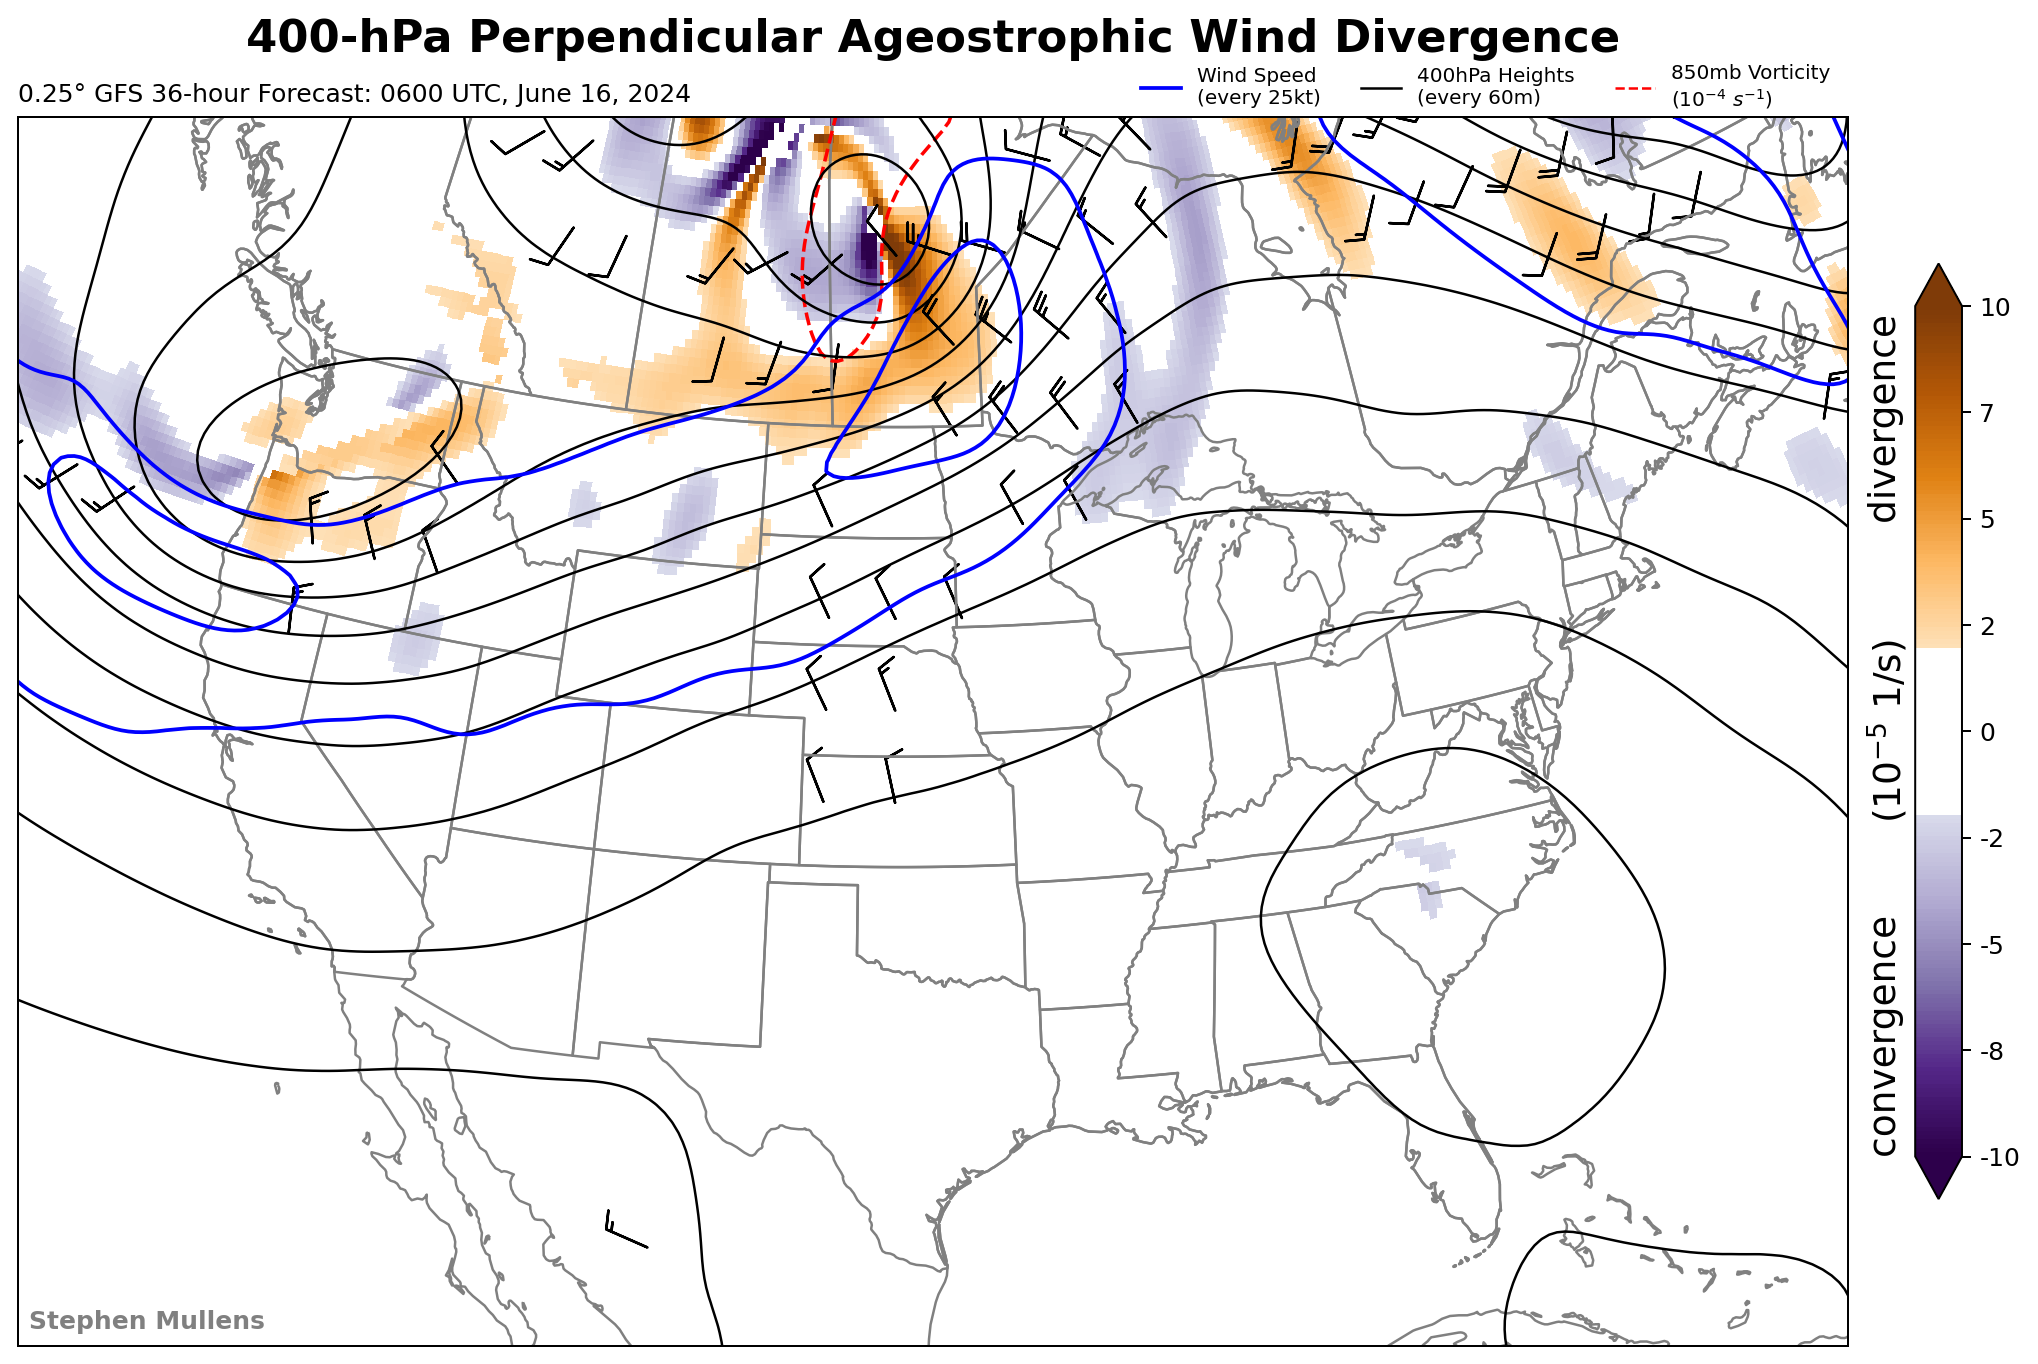 400-hPa Perpendicular Ageostrophic Wind Divergence
0.25° GFS 36-hour Forecast: 0600 UTC, June 16, 2024
Wind Speed
(every 25kt)
400hPa Heights
(every 60m)
850mb Vorticity
(10⁻⁴ s⁻¹)
10
7
5
2
0
-2
-5
-8
-10
convergence (10⁻⁵ 1/s) divergence
Stephen Mullens